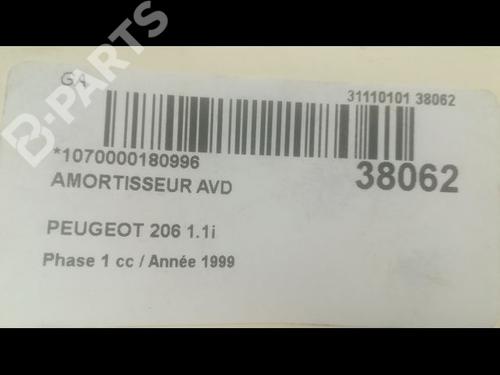 GA
31110101 38062
*1070000180996
38062
AMORTISSEUR AVD
PEUGEOT 206 1.1i
Phase 1 cc / Année 1999
B-PARTS